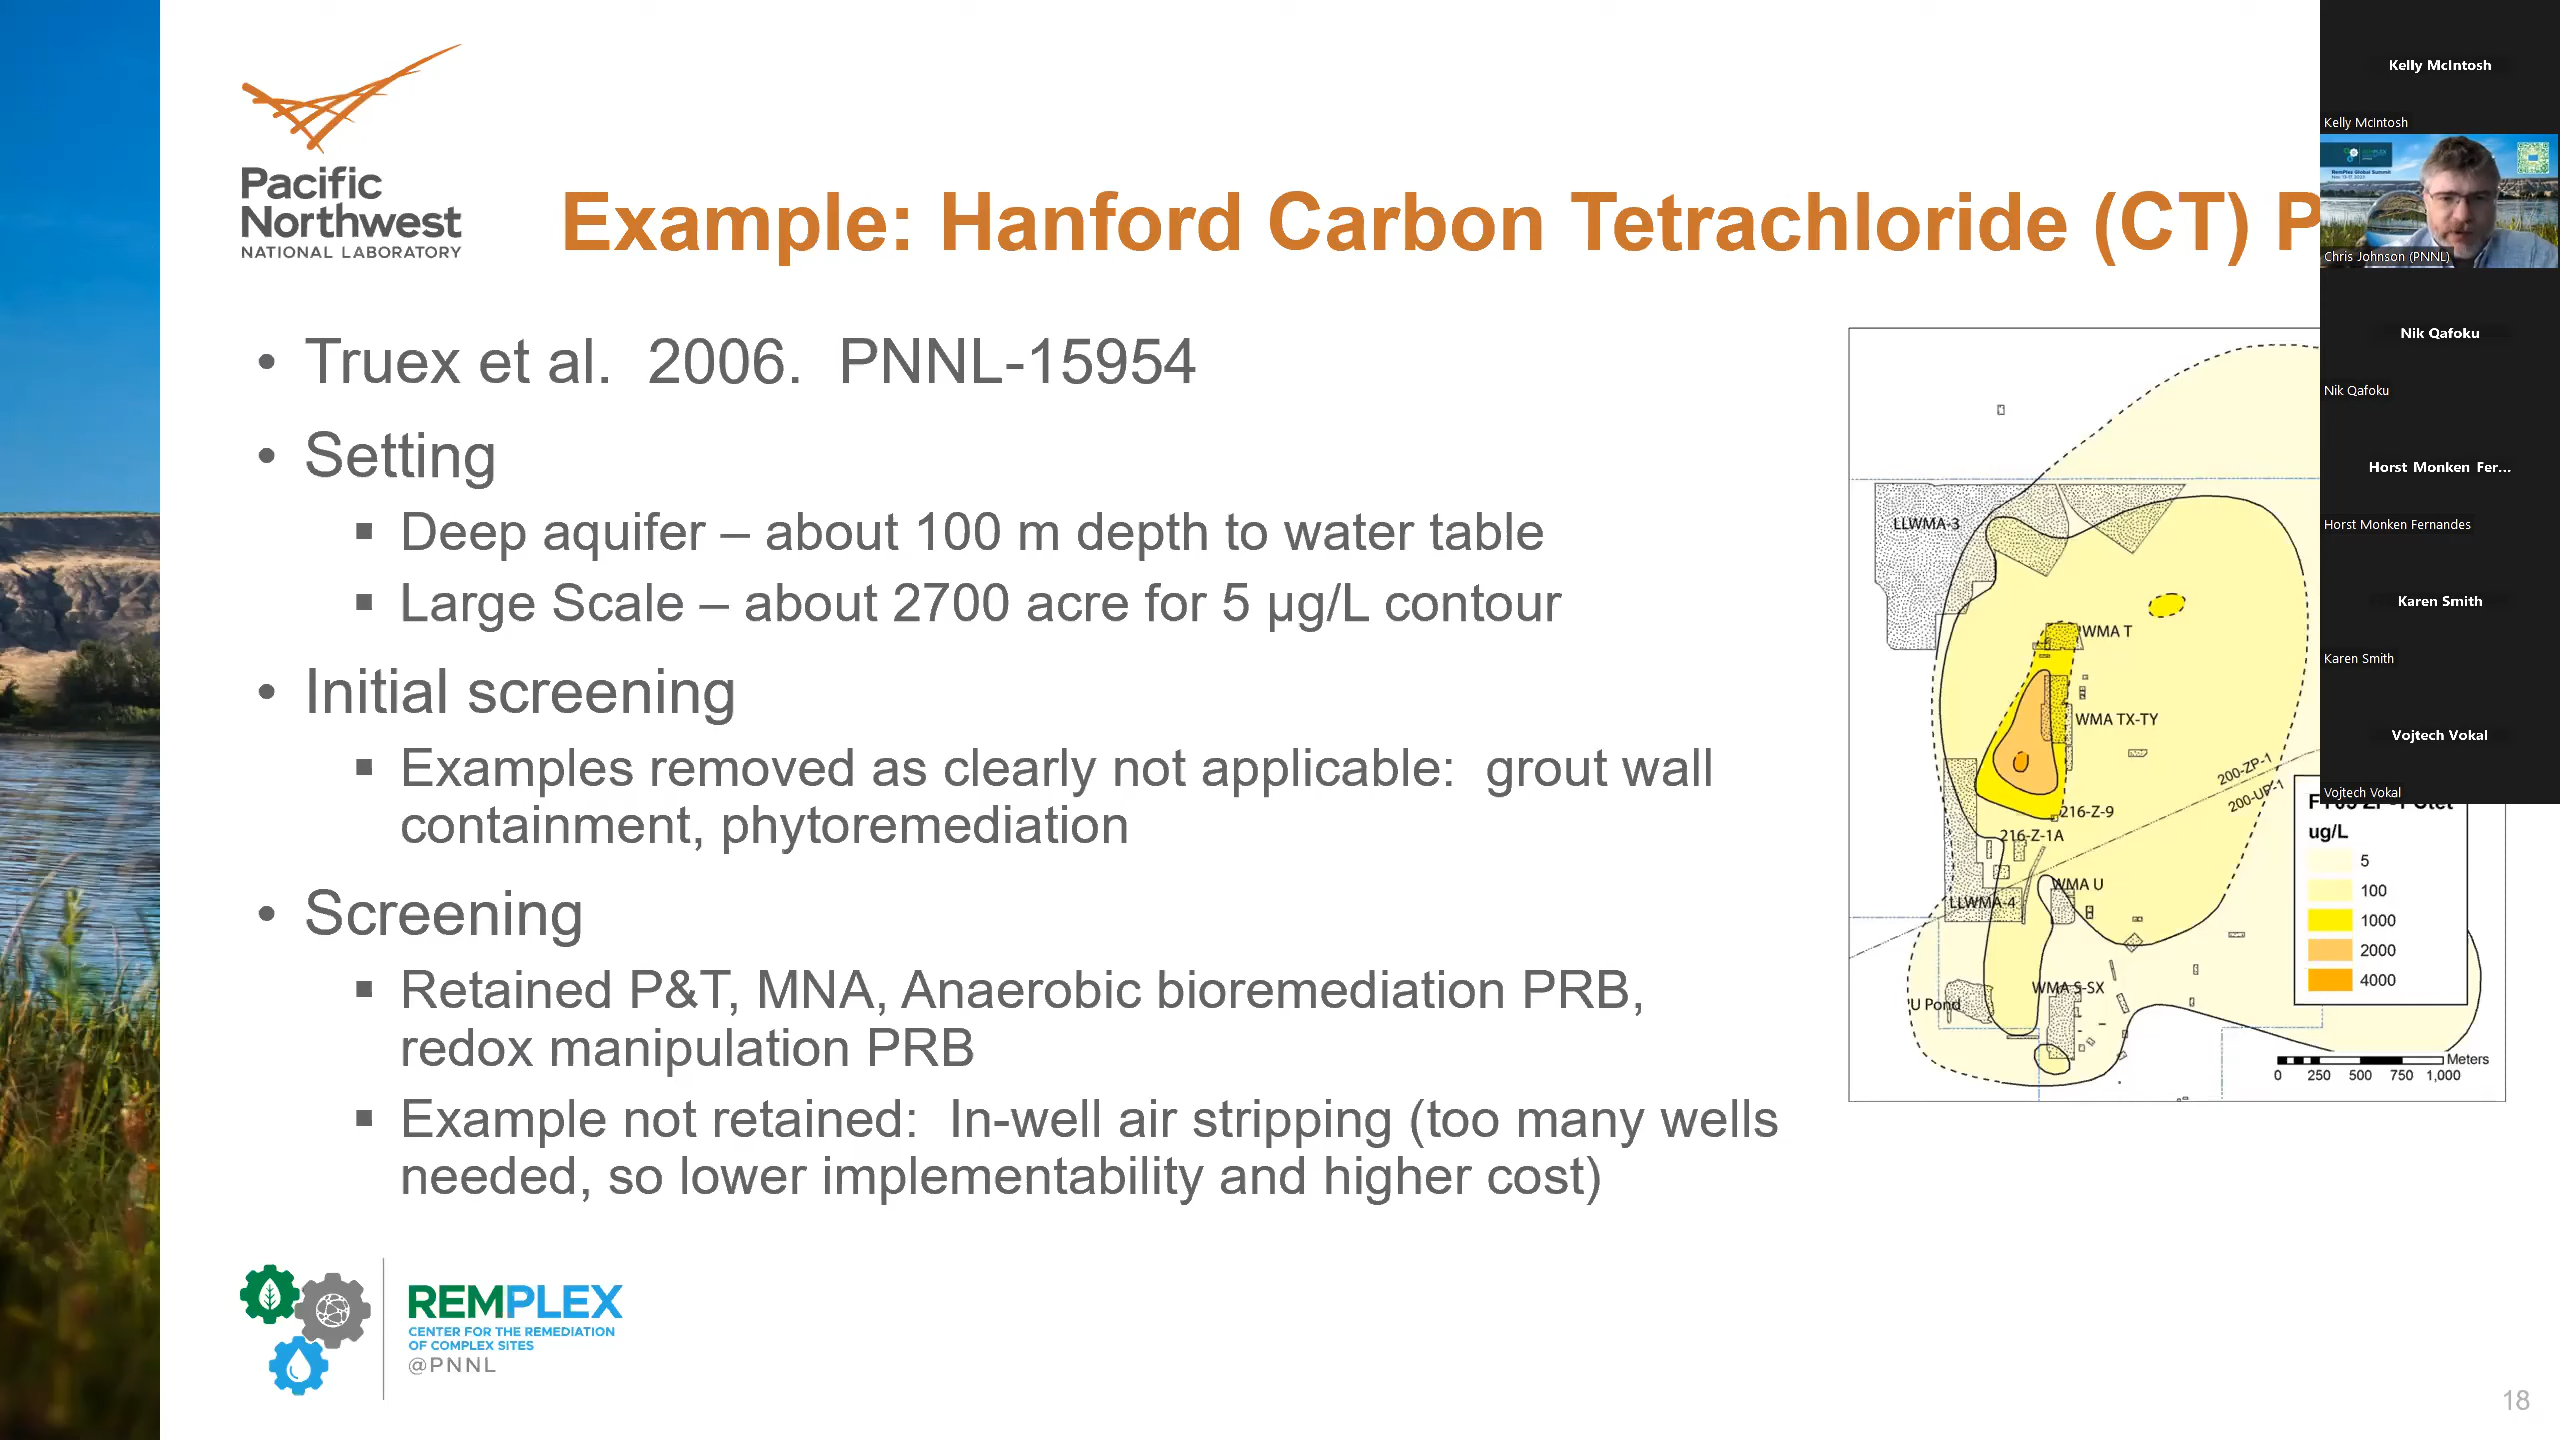 Pacific
Northwest
NATIONAL LABORATORY
Example: Hanford Carbon Tetrachloride (CT) P
• Truex et al. 2006. PNNL-15954
• Setting
▪ Deep aquifer – about 100 m depth to water table
▪ Large Scale – about 2700 acre for 5 µg/L contour
• Initial screening
▪ Examples removed as clearly not applicable: grout wall
containment, phytoremediation
• Screening
▪ Retained P&T, MNA, Anaerobic bioremediation PRB,
redox manipulation PRB
▪ Example not retained: In-well air stripping (too many wells
needed, so lower implementability and higher cost)
LLWMA-3
WMA T
WMA TX-TY
200-ZP-1
200-UP-1
216-Z-9
216-Z-1A
WMA U
LLWMA-4
WMA S-SX
U Pond
ug/L
5
100
1000
2000
4000
Meters
0 250 500 750 1,000
Kelly McIntosh
Kelly McIntosh
REMPLEX
RemPlex Global Summit
Chris Johnson (PNNL)
Nik Qafoku
Nik Qafoku
Horst Monken Fer...
Horst Monken Fernandes
Karen Smith
Karen Smith
Vojtech Vokal
Vojtech Vokal
REMPLEX
CENTER FOR THE REMEDIATION
OF COMPLEX SITES
@PNNL
18